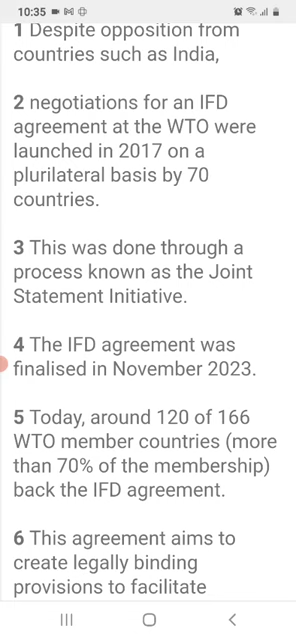 10:35
1 Despite opposition from
countries such as India,
2 negotiations for an IFD
agreement at the WTO were
launched in 2017 on a
plurilateral basis by 70
countries.
3 This was done through a
process known as the Joint
Statement Initiative.
4 The IFD agreement was
finalised in November 2023.
5 Today, around 120 of 166
WTO member countries (more
than 70% of the membership)
back the IFD agreement.
6 This agreement aims to
create legally binding
provisions to facilitate